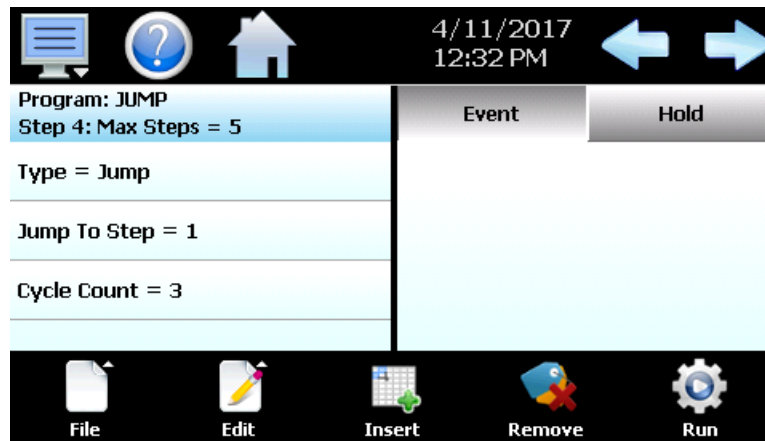 4/11/2017
12:32 PM
Program: JUMP
Step 4: Max Steps = 5
Type = Jump
Jump To Step = 1
Cycle Count = 3
Event
Hold
File
Edit
Insert
Remove
Run